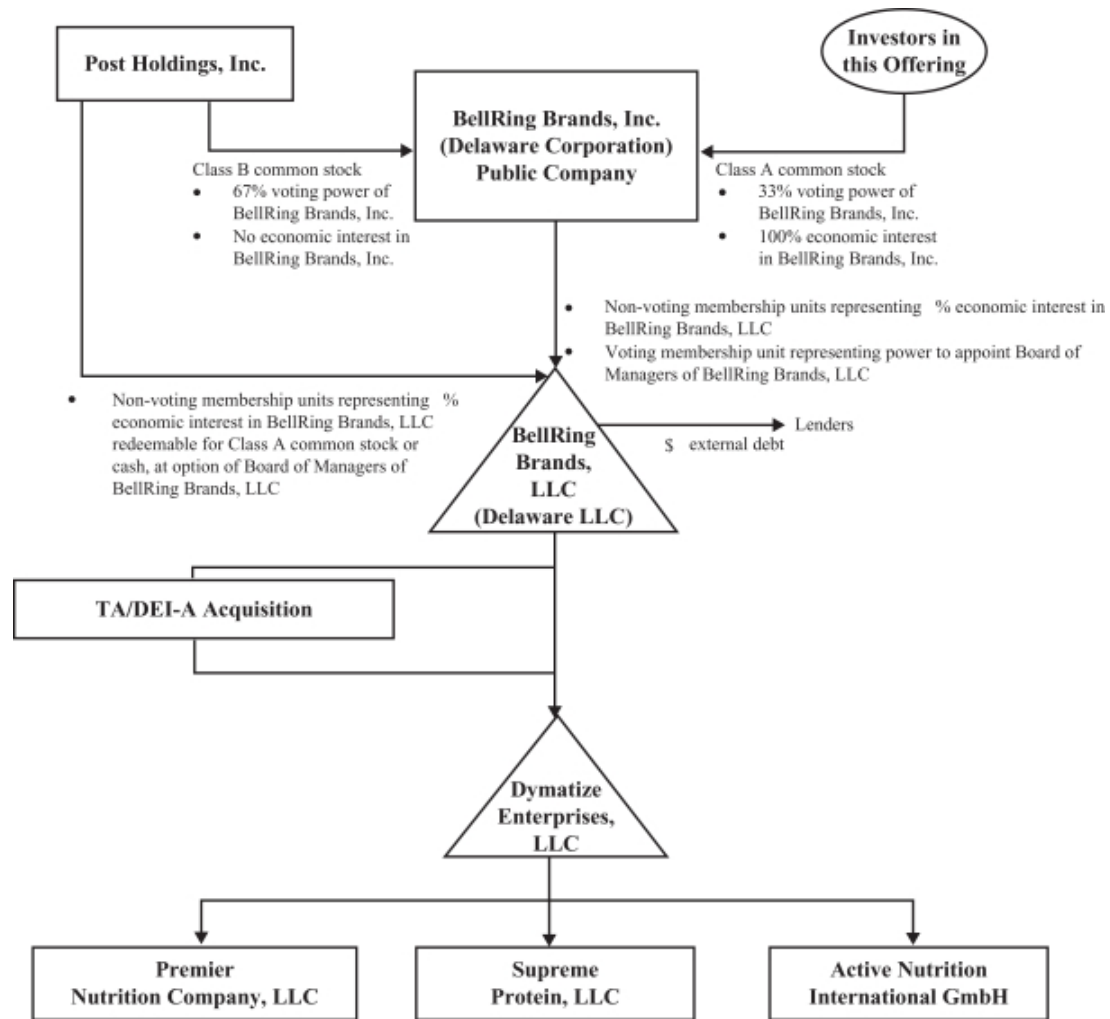 Post Holdings, Inc.
Investors in
this Offering
BellRing Brands, Inc.
(Delaware Corporation)
Public Company
Class B common stock
• 67% voting power of
BellRing Brands, Inc.
• No economic interest in
BellRing Brands, Inc.
Class A common stock
• 33% voting power of
BellRing Brands, Inc.
• 100% economic interest
in BellRing Brands, Inc.
• Non-voting membership units representing % economic interest in
BellRing Brands, LLC
• Voting membership unit representing power to appoint Board of
Managers of BellRing Brands, LLC
• Non-voting membership units representing %
economic interest in BellRing Brands, LLC
redeemable for Class A common stock or
cash, at option of Board of Managers of
BellRing Brands, LLC
BellRing
Brands,
LLC
(Delaware LLC)
Lenders
$ external debt
TA/DEI-A Acquisition
Dymatize
Enterprises,
LLC
Premier
Nutrition Company, LLC
Supreme
Protein, LLC
Active Nutrition
International GmbH